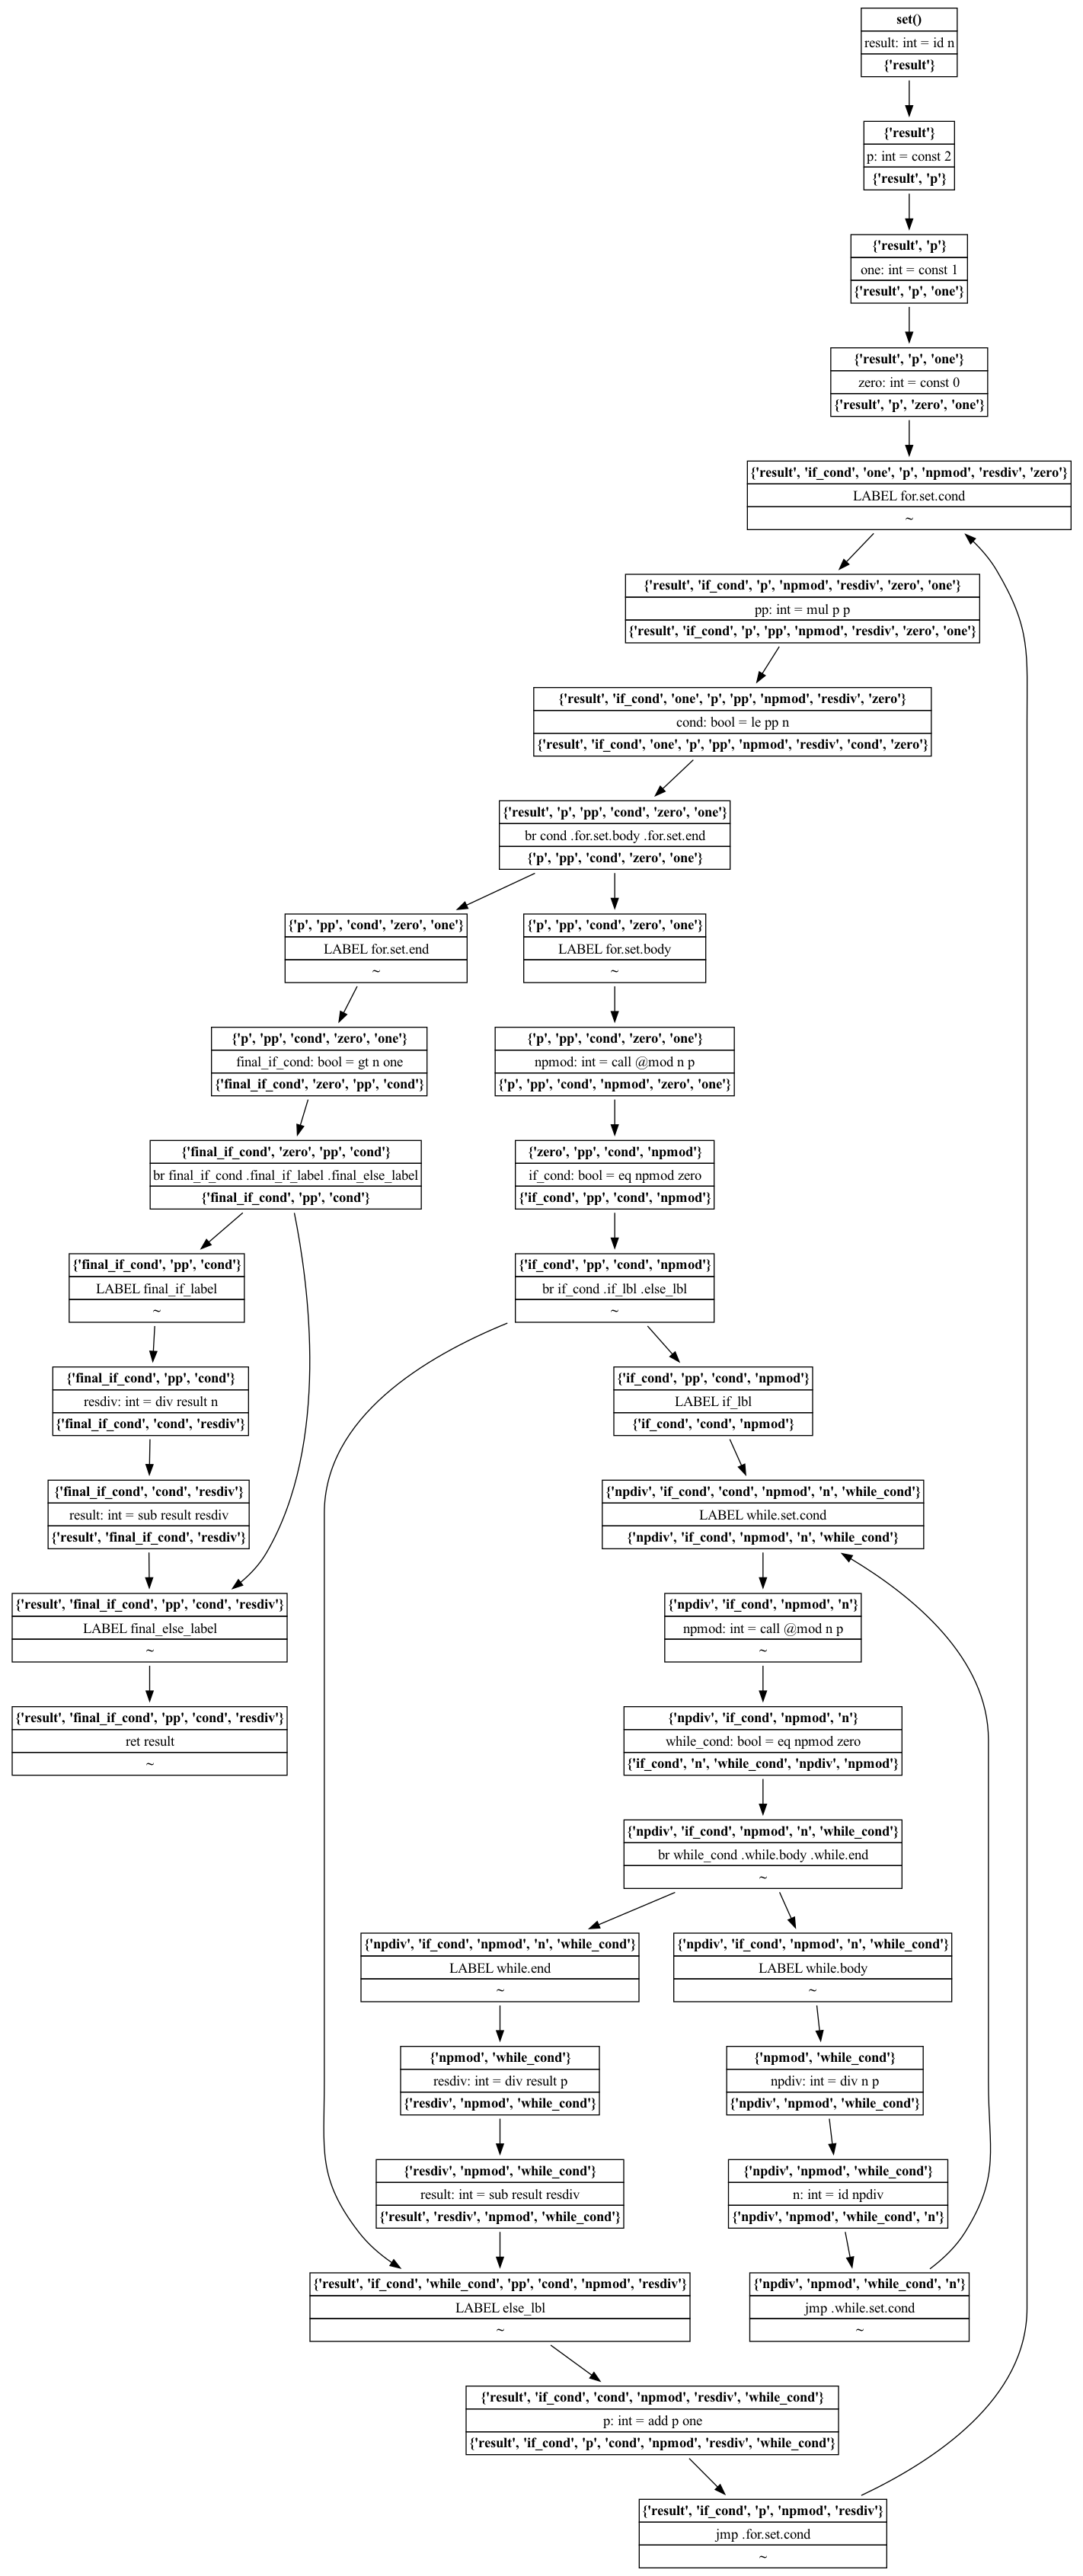 set()
result: int = id n
{'result'}
{'result'}
p: int = const 2
{'result', 'p'}
{'result', 'p'}
one: int = const 1
{'result', 'p', 'one'}
{'result', 'p', 'one'}
zero: int = const 0
{'result', 'p', 'zero', 'one'}
{'result', 'if_cond', 'one', 'p', 'npmod', 'resdiv', 'zero'}
LABEL for.set.cond
~
{'result', 'if_cond', 'p', 'npmod', 'resdiv', 'zero', 'one'}
pp: int = mul p p
{'result', 'if_cond', 'p', 'pp', 'npmod', 'resdiv', 'zero', 'one'}
{'result', 'if_cond', 'one', 'p', 'pp', 'npmod', 'resdiv', 'zero'}
cond: bool = le pp n
{'result', 'if_cond', 'one', 'p', 'pp', 'npmod', 'resdiv', 'cond', 'zero'}
{'result', 'p', 'pp', 'cond', 'zero', 'one'}
br cond .for.set.body .for.set.end
{'p', 'pp', 'cond', 'zero', 'one'}
{'p', 'pp', 'cond', 'zero', 'one'}
LABEL for.set.end
~
{'p', 'pp', 'cond', 'zero', 'one'}
LABEL for.set.body
~
{'p', 'pp', 'cond', 'zero', 'one'}
final_if_cond: bool = gt n one
{'final_if_cond', 'zero', 'pp', 'cond'}
{'p', 'pp', 'cond', 'zero', 'one'}
npmod: int = call @mod n p
{'p', 'pp', 'cond', 'npmod', 'zero', 'one'}
{'final_if_cond', 'zero', 'pp', 'cond'}
br final_if_cond .final_if_label .final_else_label
{'final_if_cond', 'pp', 'cond'}
{'zero', 'pp', 'cond', 'npmod'}
if_cond: bool = eq npmod zero
{'if_cond', 'pp', 'cond', 'npmod'}
{'final_if_cond', 'pp', 'cond'}
LABEL final_if_label
~
{'if_cond', 'pp', 'cond', 'npmod'}
br if_cond .if_lbl .else_lbl
~
{'final_if_cond', 'pp', 'cond'}
resdiv: int = div result n
{'final_if_cond', 'cond', 'resdiv'}
{'if_cond', 'pp', 'cond', 'npmod'}
LABEL if_lbl
{'if_cond', 'cond', 'npmod'}
{'final_if_cond', 'cond', 'resdiv'}
result: int = sub result resdiv
{'result', 'final_if_cond', 'resdiv'}
{'npdiv', 'if_cond', 'cond', 'npmod', 'n', 'while_cond'}
LABEL while.set.cond
{'npdiv', 'if_cond', 'npmod', 'n', 'while_cond'}
{'result', 'final_if_cond', 'pp', 'cond', 'resdiv'}
LABEL final_else_label
~
{'npdiv', 'if_cond', 'npmod', 'n'}
npmod: int = call @mod n p
~
{'result', 'final_if_cond', 'pp', 'cond', 'resdiv'}
ret result
~
{'npdiv', 'if_cond', 'npmod', 'n'}
while_cond: bool = eq npmod zero
{'if_cond', 'n', 'while_cond', 'npdiv', 'npmod'}
{'npdiv', 'if_cond', 'npmod', 'n', 'while_cond'}
br while_cond .while.body .while.end
~
{'npdiv', 'if_cond', 'npmod', 'n', 'while_cond'}
LABEL while.end
~
{'npdiv', 'if_cond', 'npmod', 'n', 'while_cond'}
LABEL while.body
~
{'npmod', 'while_cond'}
resdiv: int = div result p
{'resdiv', 'npmod', 'while_cond'}
{'npmod', 'while_cond'}
npdiv: int = div n p
{'npdiv', 'npmod', 'while_cond'}
{'resdiv', 'npmod', 'while_cond'}
result: int = sub result resdiv
{'result', 'resdiv', 'npmod', 'while_cond'}
{'npdiv', 'npmod', 'while_cond'}
n: int = id npdiv
{'npdiv', 'npmod', 'while_cond', 'n'}
{'result', 'if_cond', 'while_cond', 'pp', 'cond', 'npmod', 'resdiv'}
LABEL else_lbl
~
{'npdiv', 'npmod', 'while_cond', 'n'}
jmp .while.set.cond
~
{'result', 'if_cond', 'cond', 'npmod', 'resdiv', 'while_cond'}
p: int = add p one
{'result', 'if_cond', 'p', 'cond', 'npmod', 'resdiv', 'while_cond'}
{'result', 'if_cond', 'p', 'npmod', 'resdiv'}
jmp .for.set.cond
~